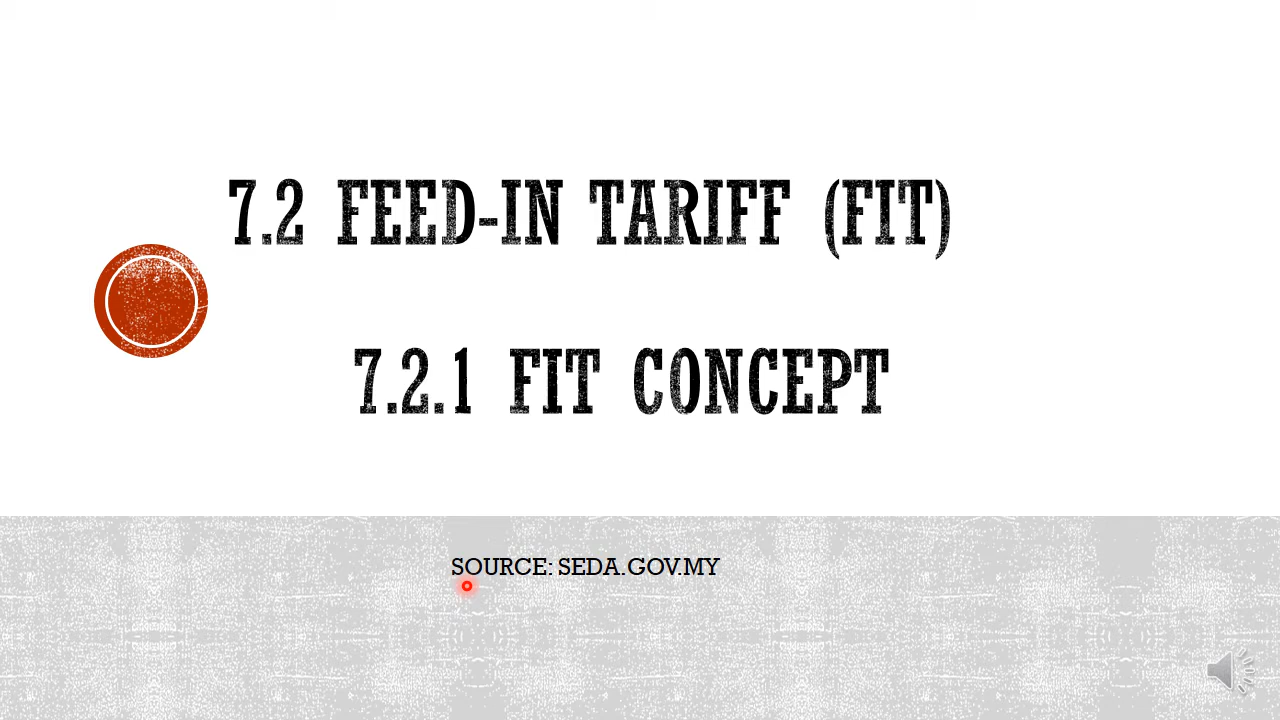 7.2 FEED-IN TARIFF (FIT)
7.2.1 FIT CONCEPT
SOURCE: SEDA.GOV.MY